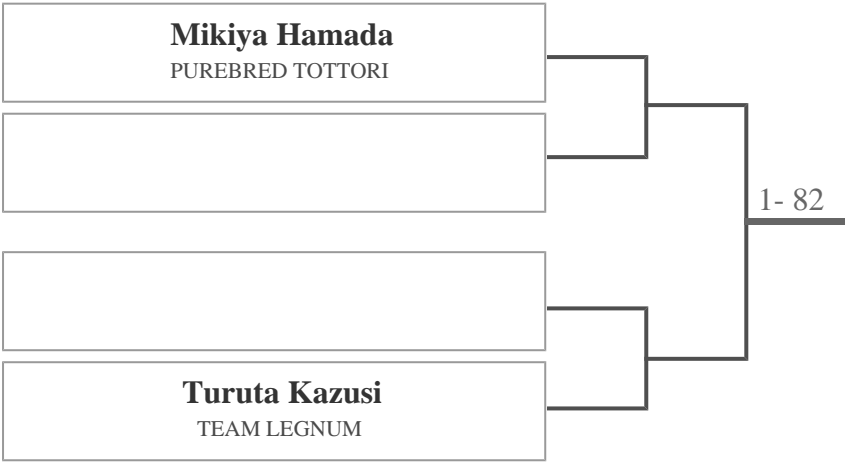 Mikiya Hamada
PUREBRED TOTTORI
1- 82
Turuta Kazusi
TEAM LEGNUM